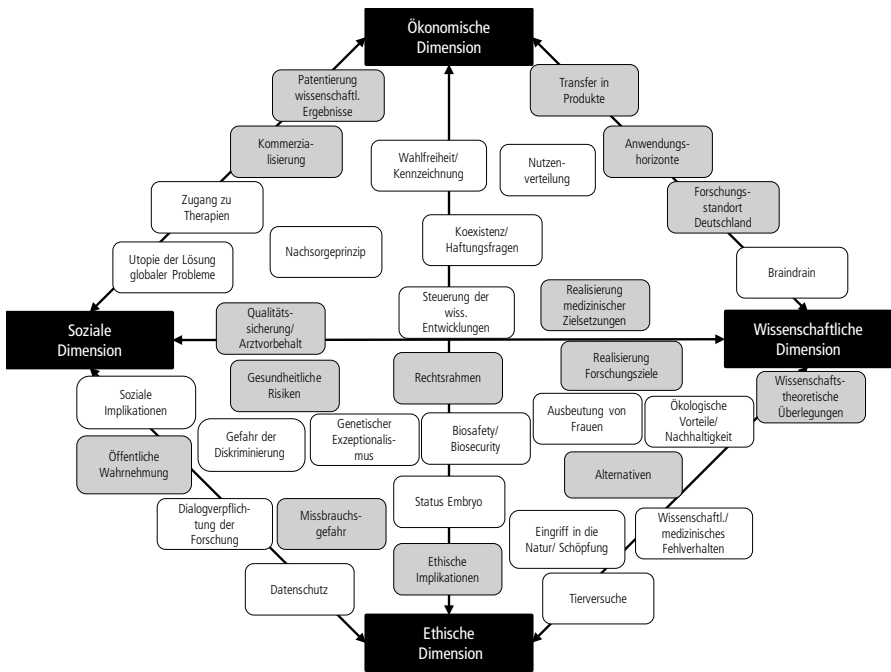 Ökonomische
Dimension
Patentierung
wissenschaftl.
Ergebnisse
Transfer in
Produkte
Kommerzia-
lisierung
Wahlfreiheit/
Kennzeichnung
Nutzen-
verteilung
Anwendungs-
horizonte
Zugang zu
Therapien
Forschungs-
standort
Deutschland
Koexistenz/
Haftungsfragen
Nachsorgeprinzip
Utopie der Lösung
globaler Probleme
Braindrain
Steuerung der
wiss.
Entwicklungen
Realisierung
medizinischer
Zielsetzungen
Soziale
Dimension
Qualitäts-
sicherung/
Arztvorbehalt
Wissenschaftliche
Dimension
Gesundheitliche
Risiken
Rechtsrahmen
Realisierung
Forschungsziele
Wissenschafts-
theoretische
Überlegungen
Soziale
Implikationen
Ausbeutung von
Frauen
Ökologische
Vorteile/
Nachhaltigkeit
Gefahr der
Diskriminierung
Genetischer
Exzeptionalis-
mus
Biosafety/
Biosecurity
Öffentliche
Wahrnehmung
Alternativen
Status Embryo
Dialogverpflich-
tung der
Forschung
Missbrauchs-
gefahr
Eingriff in die
Natur/ Schöpfung
Wissenschaftl./
medizinisches
Fehlverhalten
Ethische
Implikationen
Datenschutz
Tierversuche
Ethische
Dimension